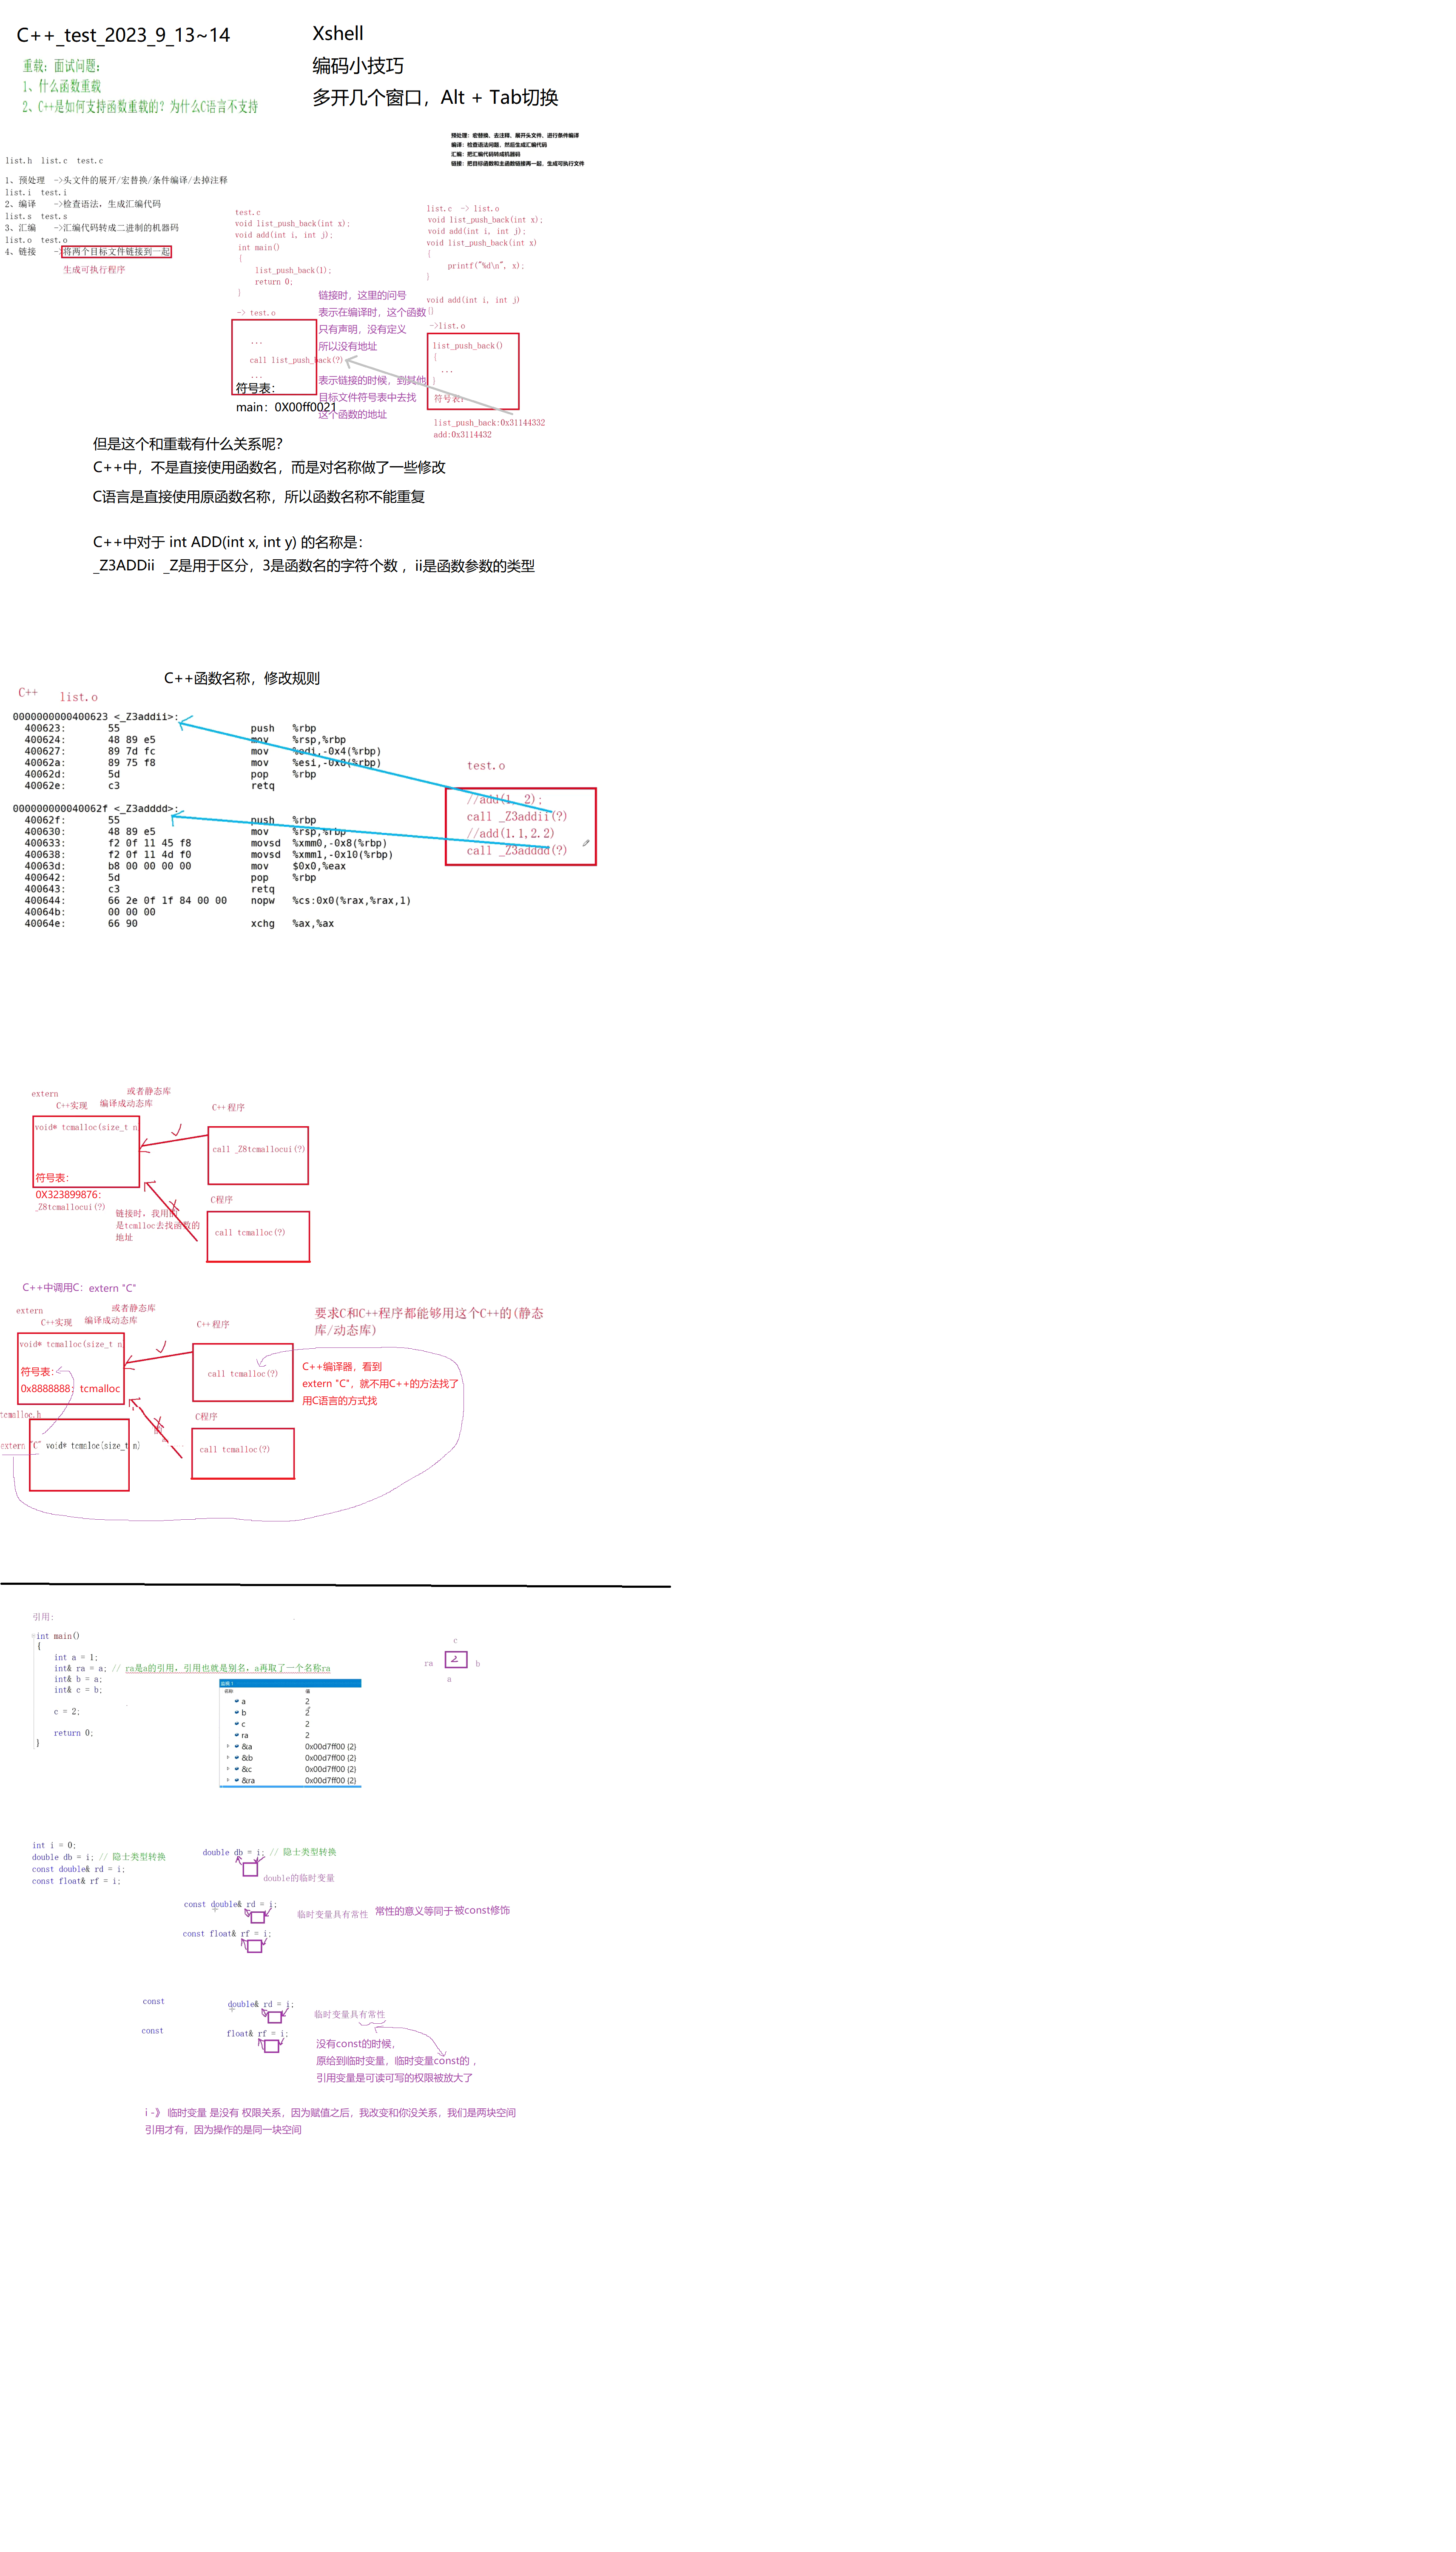 C++_test_2023_9_13~14
重载；面试问题：
1、什么函数重载
2、C++是如何支持函数重载的？为什么C语言不支持
Xshell
编码小技巧
多开几个窗口，Alt + Tab切换
预处理：宏替换、去注释、展开头文件、进行条件编译
编译：检查语法问题，然后生成汇编代码
汇编：把汇编代码转成机器码
链接：把目标函数和主函数链接再一起，生成可执行文件
list.h  list.c  test.c
1、预处理  ->头文件的展开/宏替换/条件编译/去掉注释
list.i  test.i
2、编译    ->检查语法，生成汇编代码
list.s  test.s
3、汇编    ->汇编代码转成二进制的机器码
list.o  test.o
4、链接    ->将两个目标文件链接到一起
生成可执行程序
test.c
void list_push_back(int x);
void add(int i, int j);
int main()
{
list_push_back(1);
return 0;
}
-> test.o
...
call list_push_back(?)
...
符号表：
main：0X00ff0021
链接时，这里的问号
表示在编译时，这个函数
只有声明，没有定义
所以没有地址
表示链接的时候，到其他
目标文件符号表中去找
这个函数的地址
list.c  -> list.o
void list_push_back(int x);
void add(int i, int j);
void list_push_back(int x)
{
printf("%d\n", x);
}
void add(int i, int j)
{}
->list.o
list_push_back()
{
...
}
符号表：
list_push_back:0x31144332
add:0x3114432
但是这个和重载有什么关系呢？
C++中，不是直接使用函数名，而是对名称做了一些修改
C语言是直接使用原函数名称，所以函数名称不能重复
C++中对于 int ADD(int x, int y) 的名称是：
_Z3ADDii  _Z是用于区分，3是函数名的字符个数 ，ii是函数参数的类型
C++函数名称，修改规则
C++  list.o
0000000000400623 <_Z3addii>:
400623:  55  push  %rbp
400624:  48 89 e5  mov  %rsp,%rbp
400627:  89 7d fc  mov  %edi,-0x4(%rbp)
40062a:  89 75 f8  mov  %esi,-0x8(%rbp)
40062d:  5d  pop  %rbp
40062e:  c3  retq
000000000040062f <_Z3adddd>:
40062f:  55  push  %rbp
400630:  48 89 e5  mov  %rsp,%rbp
400633:  f2 0f 11 45 f8  movsd  %xmm0,-0x8(%rbp)
400638:  f2 0f 11 4d f0  movsd  %xmm1,-0x10(%rbp)
40063d:  b8 00 00 00 00  mov  $0x0,%eax
400642:  5d  pop  %rbp
400643:  c3  retq
400644:  66 2e 0f 1f 84 00 00  nopw  %cs:0x0(%rax,%rax,1)
40064b:  00 00 00
40064e:  66 90  xchg  %ax,%ax
test.o
//add(1, 2);
call _Z3addii(?)
//add(1.1,2.2)
call _Z3adddd(?)
extern
或者静态库
C++实现  编译成动态库
void* tcmalloc(size_t n
符号表：
0X323899876：
_Z8tcmallocui(?)
C++程序
call _Z8tcmallocui(?)
C程序
call tcmalloc(?)
链接时，我用的
是tcmlloc去找函数的
地址
C++中调用C：extern "C"
extern
或者静态库
C++实现  编译成动态库
void* tcmalloc(size_t n
符号表：
0x8888888：tcmalloc
tcmalloc.h
extern "C" void* tcmaloc(size_t n)
C++程序
call tcmalloc(?)
C程序
call tcmalloc(?)
的
要求C和C++程序都能够用这个C++的(静态
库/动态库)
C++编译器，看到
extern "C"，就不用C++的方法找了
用C语言的方式找
引用：
int main()
{
int a = 1;
int& ra = a; // ra是a的引用，引用也就是别名，a再取了一个名称ra
int& b = a;
int& c = b;
c = 2;
return 0;
}
监视 1
名称  值
a  2
b  2
c  2
ra  2
&a  0x00d7ff00 {2}
&b  0x00d7ff00 {2}
&c  0x00d7ff00 {2}
&ra  0x00d7ff00 {2}
c
ra  2  b
a
int i = 0;
double db = i; // 隐士类型转换
const double& rd = i;
const float& rf = i;
double db = i; // 隐士类型转换
double的临时变量
const double& rd = i;
临时变量具有常性  常性的意义等同于 被const修饰
const float& rf = i;
const  double& rd = i;
临时变量具有常性
const  float& rf = i;
没有const的时候，
原给到临时变量，临时变量const的 ，
引用变量是可读可写的权限被放大了
i -》 临时变量 是没有 权限关系，因为赋值之后，我改变和你没关系，我们是两块空间
引用才有，因为操作的是同一块空间